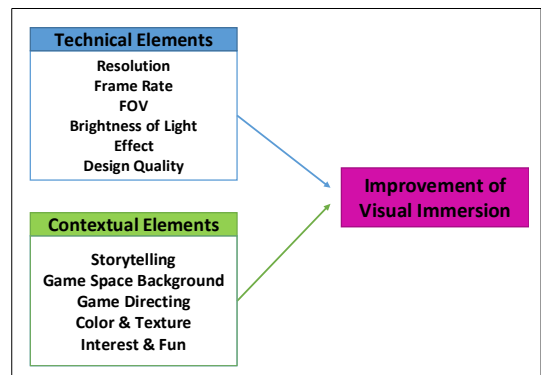 Technical Elements
Resolution
Frame Rate
FOV
Brightness of Light
Effect
Design Quality
Contextual Elements
Storytelling
Game Space Background
Game Directing
Color & Texture
Interest & Fun
Improvement of
Visual Immersion